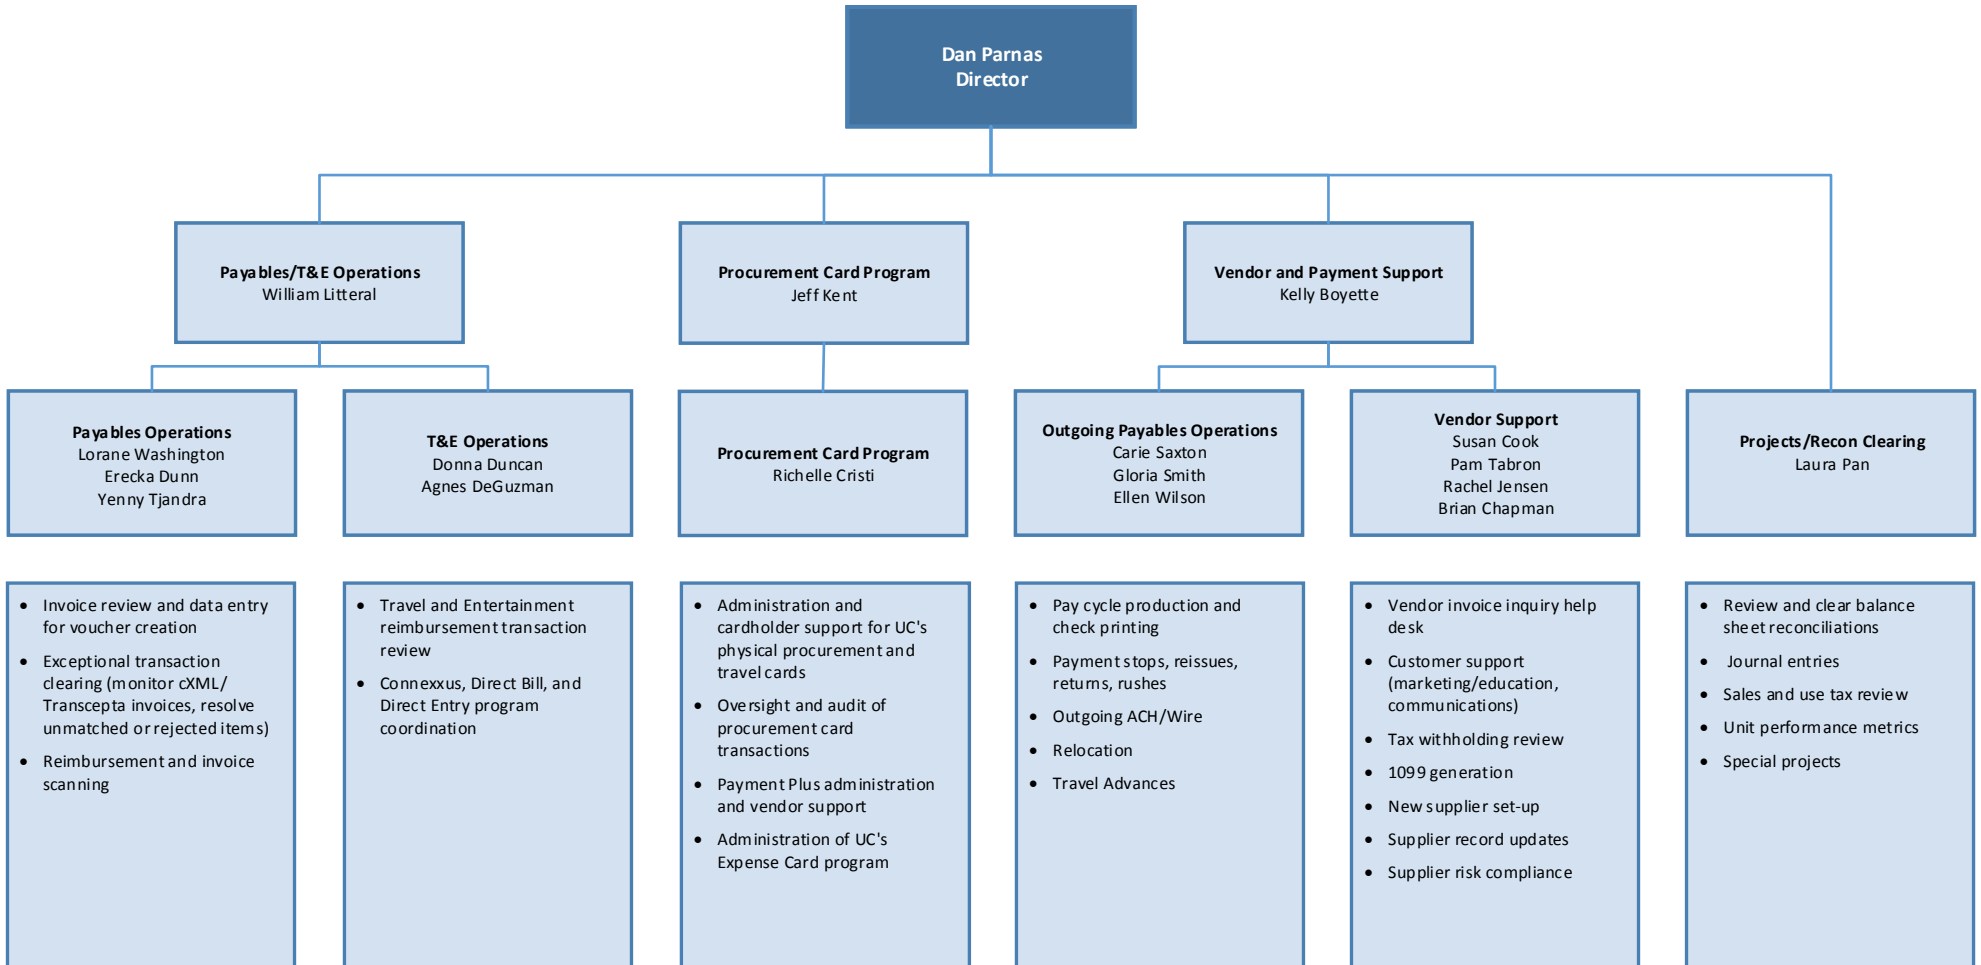 Dan Parnas
Director
Payables/T&E Operations
William Litteral
Procurement Card Program
Jeff Kent
Vendor and Payment Support
Kelly Boyette
Payables Operations
Lorane Washington
Erecka Dunn
Yenny Tjandra
T&E Operations
Donna Duncan
Agnes DeGuzman
Procurement Card Program
Richelle Cristi
Outgoing Payables Operations
Carie Saxton
Gloria Smith
Ellen Wilson
Vendor Support
Susan Cook
Pam Tabron
Rachel Jensen
Brian Chapman
Projects/Recon Clearing
Laura Pan
• Invoice review and data entry
for voucher creation
• Exceptional transaction
clearing (monitor cXML/
Transcepta invoices, resolve
unmatched or rejected items)
• Reimbursement and invoice
scanning
• Travel and Entertainment
reimbursement transaction
review
• Connexxus, Direct Bill, and
Direct Entry program
coordination
• Administration and
cardholder support for UC's
physical procurement and
travel cards
• Oversight and audit of
procurement card
transactions
• Payment Plus administration
and vendor support
• Administration of UC's
Expense Card program
• Pay cycle production and
check printing
• Payment stops, reissues,
returns, rushes
• Outgoing ACH/Wire
• Relocation
• Travel Advances
• Vendor invoice inquiry help
desk
• Customer support
(marketing/education,
communications)
• Tax withholding review
• 1099 generation
• New supplier set-up
• Supplier record updates
• Supplier risk compliance
• Review and clear balance
sheet reconciliations
• Journal entries
• Sales and use tax review
• Unit performance metrics
• Special projects